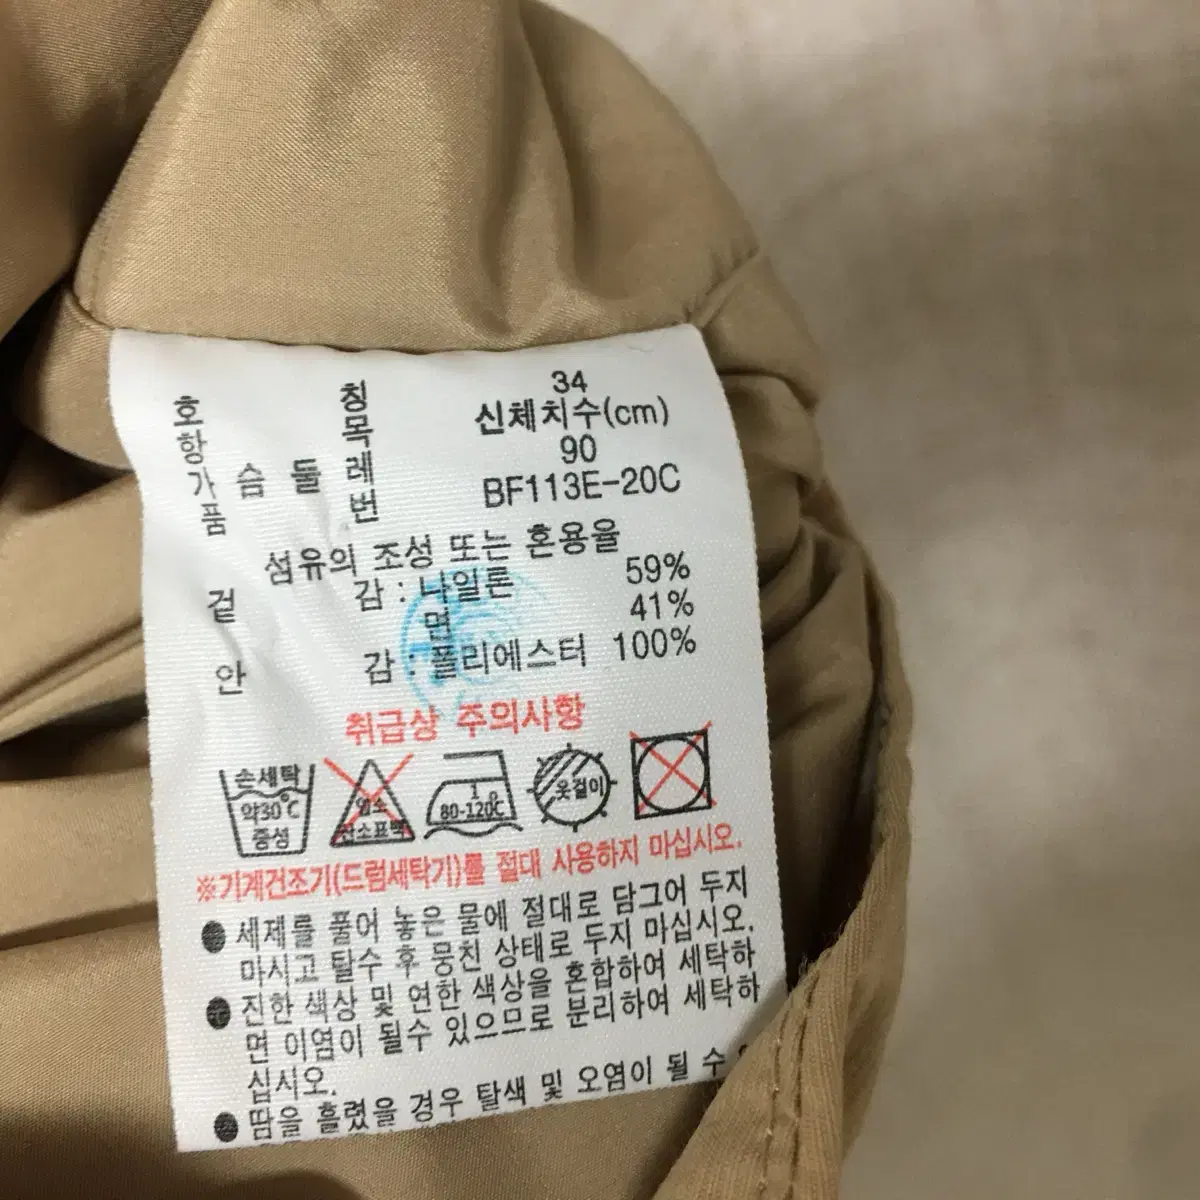 호 칭 34
항 목 신체치수(cm)
가 슴 둘 레 90
품 번 BF113E-20C
섬유의 조성 또는 혼용율
겉 감 : 나일론 59%
면 41%
안 감 : 폴리에스터 100%
취급상 주의사항
손세탁
약30℃
중성
염소
산소표백
1
80-120C
옷걸이
※기계건조기(드럼세탁기)를 절대 사용하지 마십시오.
● 세제를 풀어 놓은 물에 절대로 담그어 두지
마시고 탈수 후 뭉친 상태로 두지 마십시오.
● 진한 색상 및 연한 색상을 혼합하여 세탁하
면 이염이 될수 있으므로 분리하여 세탁하
십시오.
● 땀을 흘렸을 경우 탈색 및 오염이 될 수